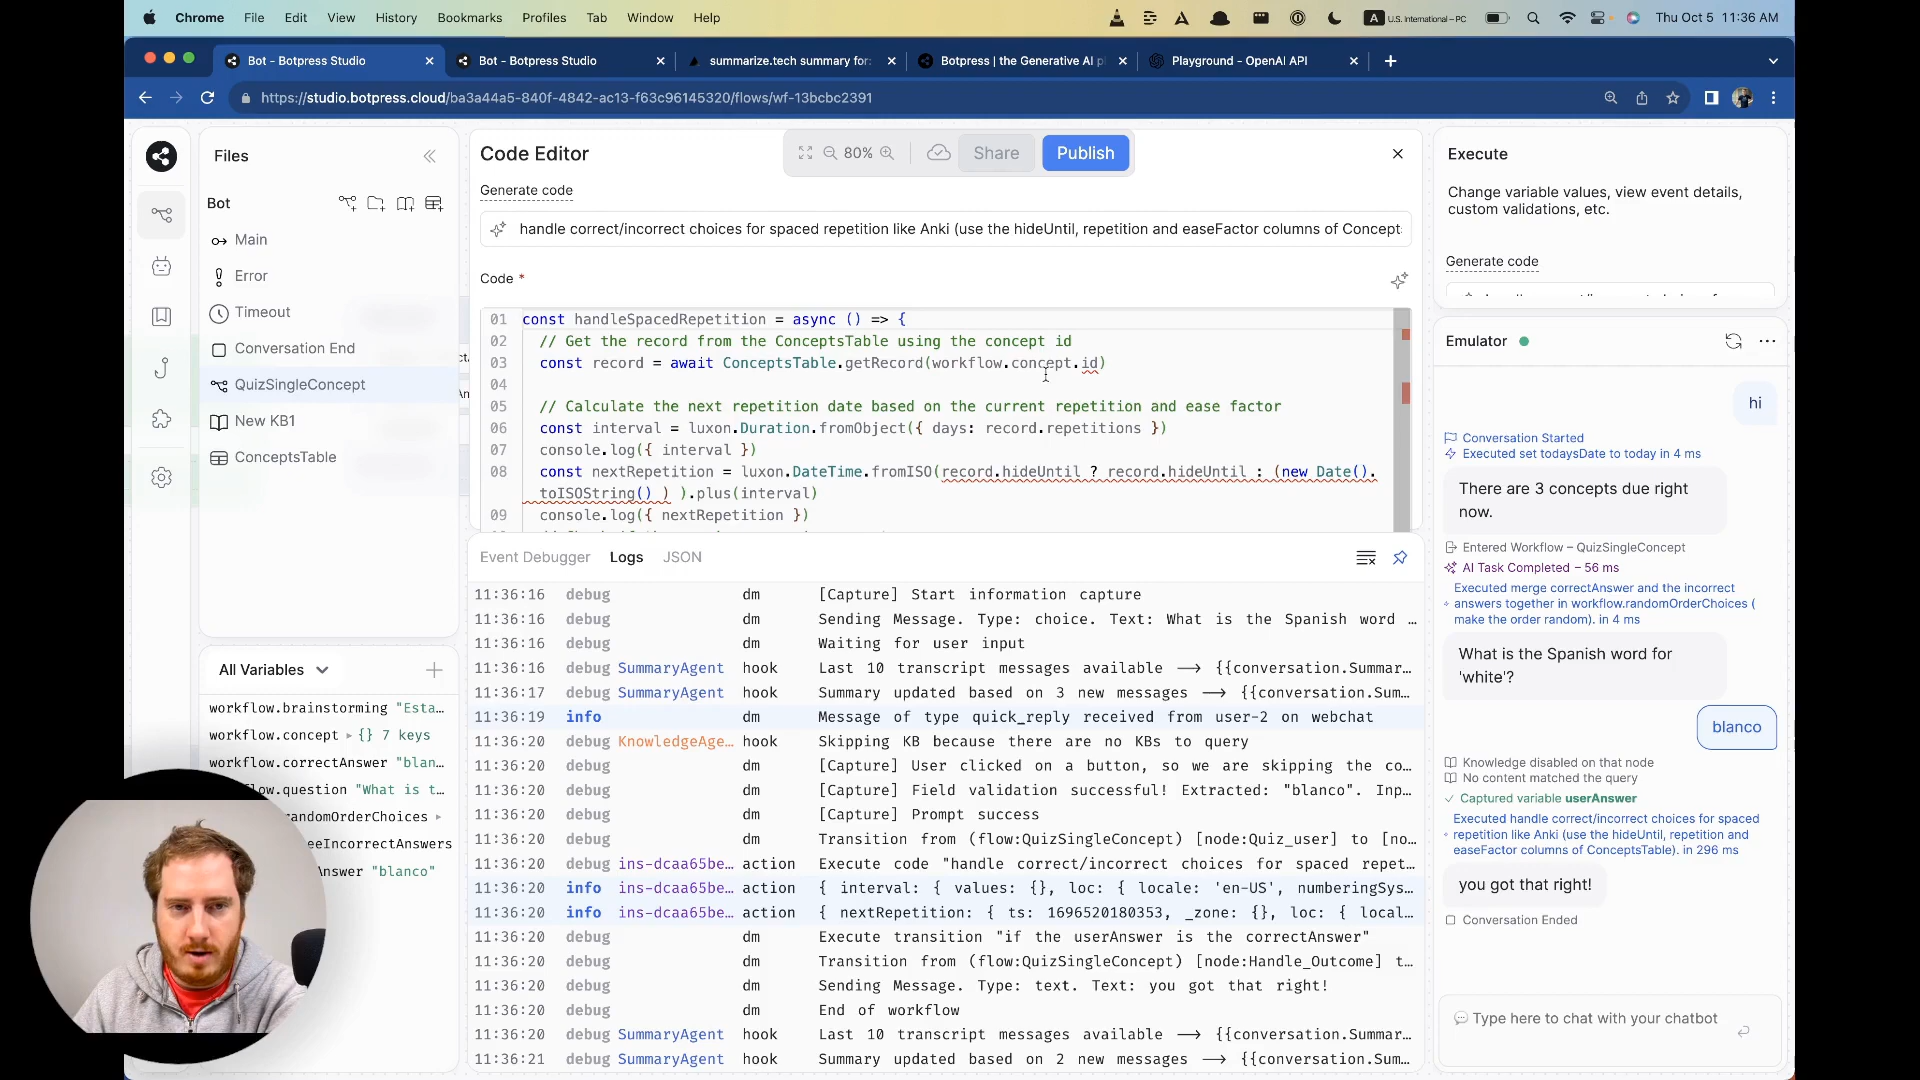 Chrome File Edit View History Bookmarks Profiles Tab Window Help
A U.S. International – PC
Thu Oct 5 11:36 AM
Bot - Botpress Studio
Bot - Botpress Studio
summarize.tech summary for:
Botpress | the Generative AI p
Playground - OpenAI API
https://studio.botpress.cloud/ba3a44a5-840f-4842-ac13-f63c96145320/flows/wf-13bcbc2391
Files
Bot
Main
Error
Timeout
Conversation End
QuizSingleConcept
New KB1
ConceptsTable
All Variables
workflow.brainstorming "Esta…
workflow.concept {} 7 keys
workflow.correctAnswer "blan…
low.question "What is t…
andomOrderChoices
eeIncorrectAnswers
Answer "blanco"
Code Editor
80%
Share
Publish
Generate code
handle correct/incorrect choices for spaced repetition like Anki (use the hideUntil, repetition and easeFactor columns of Concept
Code *
01 const handleSpacedRepetition = async () => {
02 // Get the record from the ConceptsTable using the concept id
03 const record = await ConceptsTable.getRecord(workflow.concept.id)
04
05 // Calculate the next repetition date based on the current repetition and ease factor
06 const interval = luxon.Duration.fromObject({ days: record.repetitions })
07 console.log({ interval })
08 const nextRepetition = luxon.DateTime.fromISO(record.hideUntil ? record.hideUntil : (new Date().
toISOString() ) ).plus(interval)
09 console.log({ nextRepetition })
Event Debugger Logs JSON
11:36:16 debug dm [Capture] Start information capture
11:36:16 debug dm Sending Message. Type: choice. Text: What is the Spanish word …
11:36:16 debug dm Waiting for user input
11:36:16 debug SummaryAgent hook Last 10 transcript messages available ⟶ {{conversation.Summar…
11:36:17 debug SummaryAgent hook Summary updated based on 3 new messages ⟶ {{conversation.Sum…
11:36:19 info dm Message of type quick_reply received from user-2 on webchat
11:36:20 debug KnowledgeAge… hook Skipping KB because there are no KBs to query
11:36:20 debug dm [Capture] User clicked on a button, so we are skipping the co…
11:36:20 debug dm [Capture] Field validation successful! Extracted: "blanco". Inp…
11:36:20 debug dm [Capture] Prompt success
11:36:20 debug dm Transition from (flow:QuizSingleConcept) [node:Quiz_user] to [no…
11:36:20 debug ins-dcaa65be… action Execute code "handle correct/incorrect choices for spaced repet…
11:36:20 info ins-dcaa65be… action { interval: { values: {}, loc: { locale: 'en-US', numberingSys…
11:36:20 info ins-dcaa65be… action { nextRepetition: { ts: 1696520180353, _zone: {}, loc: { local…
11:36:20 debug dm Execute transition "if the userAnswer is the correctAnswer"
11:36:20 debug dm Transition from (flow:QuizSingleConcept) [node:Handle_Outcome] t…
11:36:20 debug dm Sending Message. Type: text. Text: you got that right!
11:36:20 debug dm End of workflow
11:36:20 debug SummaryAgent hook Last 10 transcript messages available ⟶ {{conversation.Summar…
11:36:21 debug SummaryAgent hook Summary updated based on 2 new messages ⟶ {{conversation.Sum…
Execute
Change variable values, view event details,
custom validations, etc.
Generate code
Emulator
hi
Conversation Started
Executed set todaysDate to today in 4 ms
There are 3 concepts due right
now.
Entered Workflow – QuizSingleConcept
AI Task Completed – 56 ms
Executed merge correctAnswer and the incorrect
answers together in workflow.randomOrderChoices (
make the order random). in 4 ms
What is the Spanish word for
'white'?
blanco
Knowledge disabled on that node
No content matched the query
Captured variable userAnswer
Executed handle correct/incorrect choices for spaced
repetition like Anki (use the hideUntil, repetition and
easeFactor columns of ConceptsTable). in 296 ms
you got that right!
Conversation Ended
Type here to chat with your chatbot